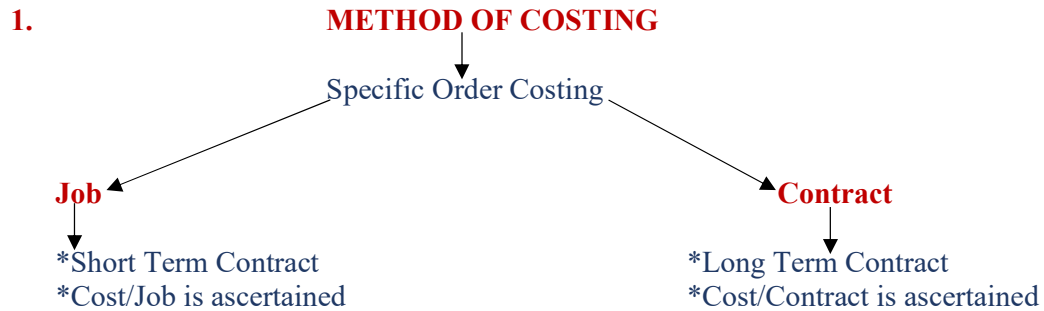 1. METHOD OF COSTING
Specific Order Costing
Job Contract
*Short Term Contract *Long Term Contract
*Cost/Job is ascertained *Cost/Contract is ascertained